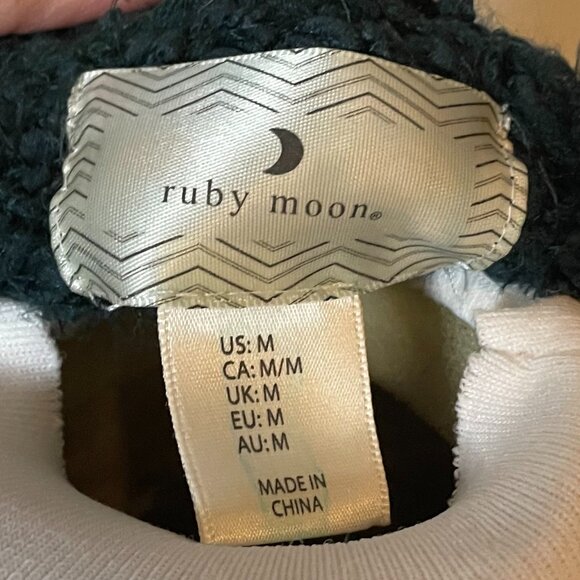 ruby moon®
US: M
CA: M/M
UK: M
EU: M
AU: M
MADE IN
CHINA